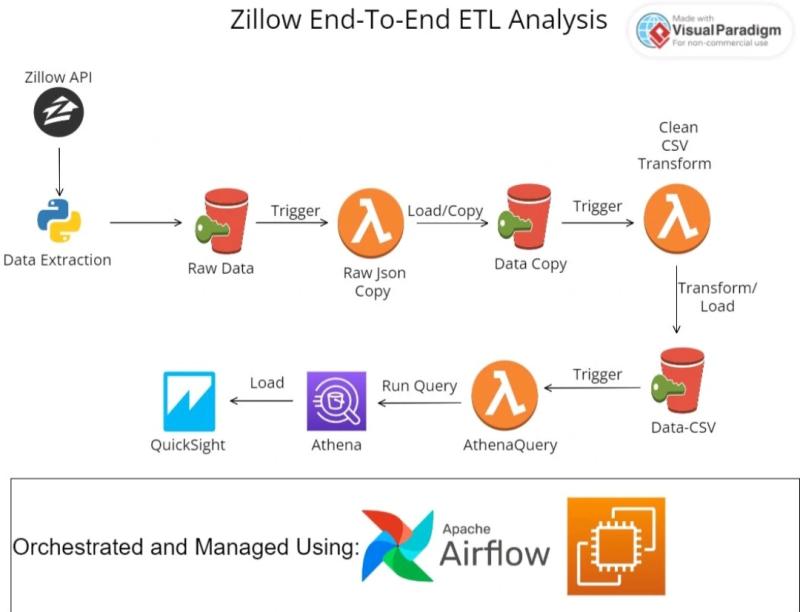 Zillow End-To-End ETL Analysis
Made with
VisualParadigm
For non-commercial use
Zillow API
Clean
CSV
Transform
Trigger
Load/Copy
Trigger
Data Extraction
Raw Data
Raw Json
Copy
Data Copy
Transform/
Load
Load
Run Query
Trigger
QuickSight
Athena
AthenaQuery
Data-CSV
Orchestrated and Managed Using:
Apache
Airflow